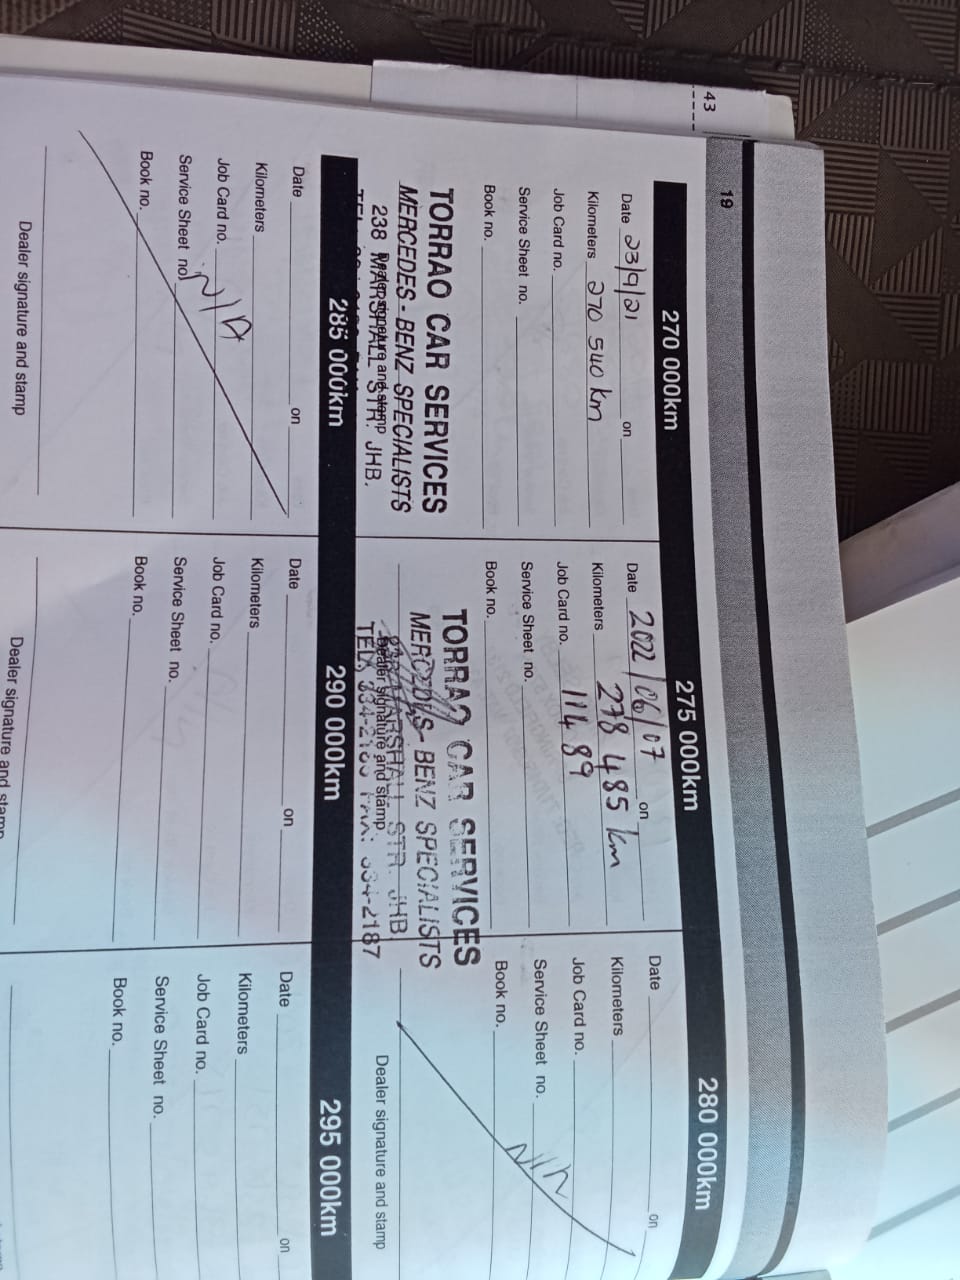 43
19
270 000km
Date 23/9/21 on
Kilometers 270 540 km
Job Card no.
Service Sheet no.
Book no.
TORRAO CAR SERVICES
MERCEDES - BENZ SPECIALISTS
238 MARSHALL STR. JHB.
Dealer signature and stamp
275 000km
Date 2022/06/07 on
Kilometers 278 485 km
Job Card no. 11489
Service Sheet no.
Book no.
TORRAO CAR SERVICES
MERCEDES - BENZ SPECIALISTS
MARSHALL STR. JHB
Dealer signature and stamp
TEL: 334-2183 FAX: 334-2187
280 000km
Date on
Kilometers
Job Card no.
Service Sheet no.
N/A
Book no.
Dealer signature and stamp
285 000km
Date on
Kilometers
Job Card no.
N/A
Service Sheet no.
Book no.
Dealer signature and stamp
290 000km
Date on
Kilometers
Job Card no.
Service Sheet no.
Book no.
Dealer signature and stamp
295 000km
Date on
Kilometers
Job Card no.
Service Sheet no.
Book no.